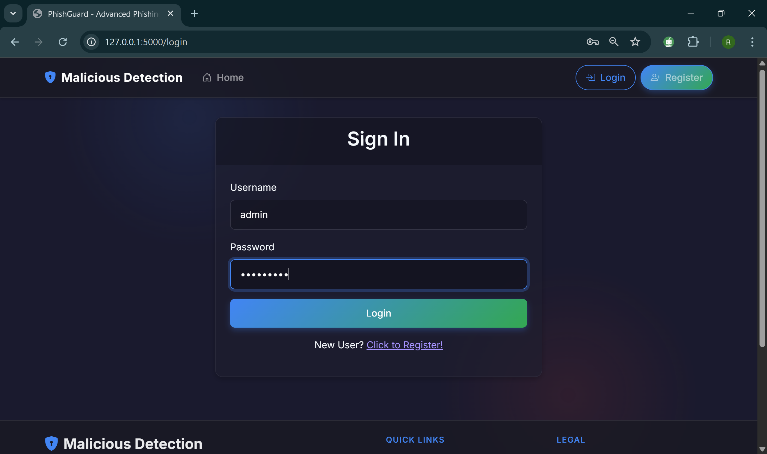 PhishGuard - Advanced Phishin
127.0.0.1:5000/login
B
Malicious Detection
Home
Login
Register
Sign In
Username
admin
Password
•••••••••
Login
New User? Click to Register!
Malicious Detection
QUICK LINKS
LEGAL